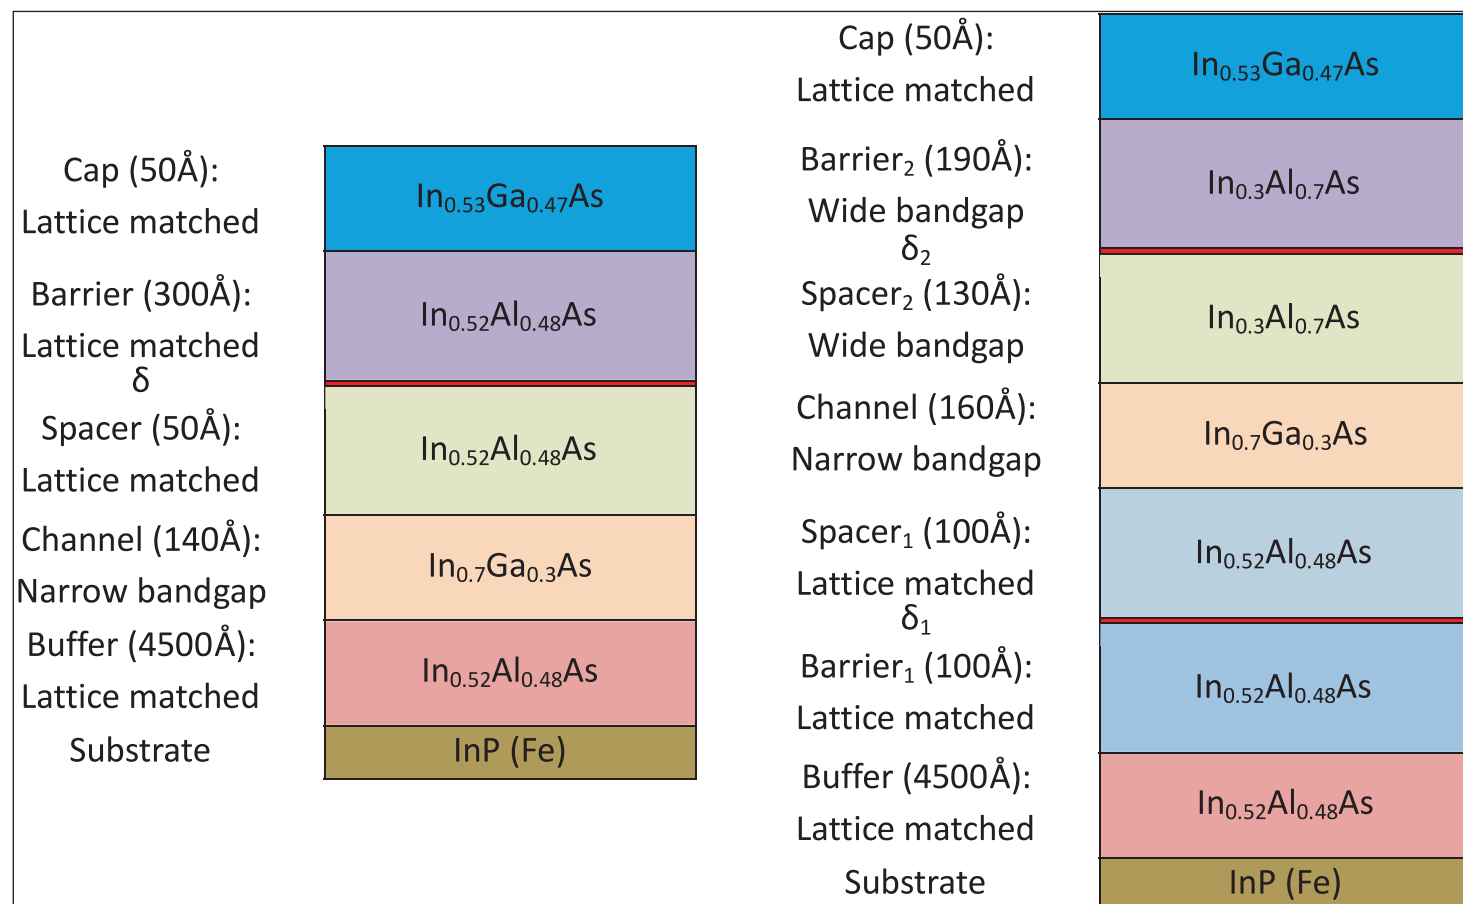 Cap (50Å):
Lattice matched
In₀.₅₃Ga₀.₄₇As
Barrier (300Å):
Lattice matched
In₀.₅₂Al₀.₄₈As
δ
Spacer (50Å):
Lattice matched
In₀.₅₂Al₀.₄₈As
Channel (140Å):
Narrow bandgap
In₀.₇Ga₀.₃As
Buffer (4500Å):
Lattice matched
In₀.₅₂Al₀.₄₈As
Substrate
InP (Fe)
Cap (50Å):
Lattice matched
In₀.₅₃Ga₀.₄₇As
Barrier₂ (190Å):
Wide bandgap
In₀.₃Al₀.₇As
δ₂
Spacer₂ (130Å):
Wide bandgap
In₀.₃Al₀.₇As
Channel (160Å):
Narrow bandgap
In₀.₇Ga₀.₃As
Spacer₁ (100Å):
Lattice matched
In₀.₅₂Al₀.₄₈As
δ₁
Barrier₁ (100Å):
Lattice matched
In₀.₅₂Al₀.₄₈As
Buffer (4500Å):
Lattice matched
In₀.₅₂Al₀.₄₈As
Substrate
InP (Fe)